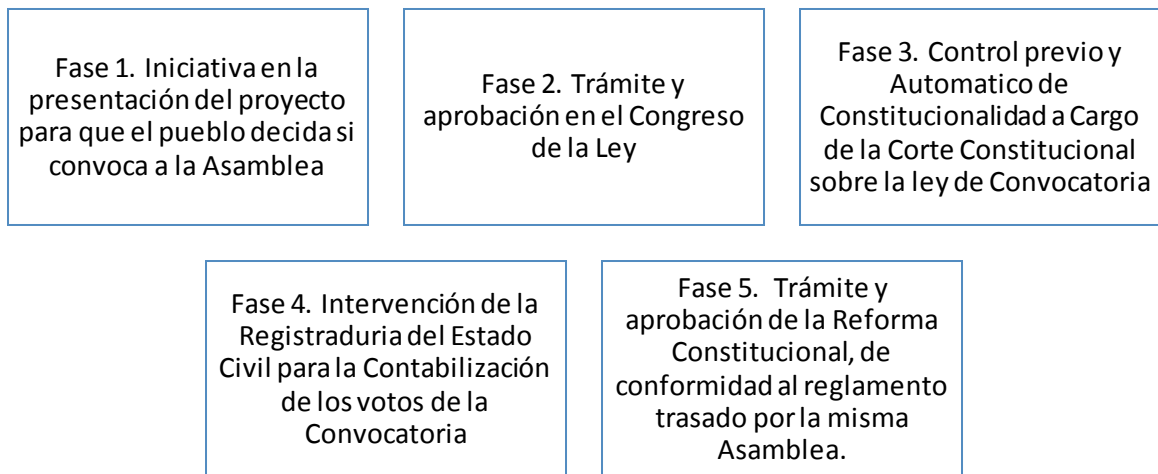 Fase 1. Iniciativa en la
presentación del proyecto
para que el pueblo decida si
convoca a la Asamblea
Fase 2. Trámite y
aprobación en el Congreso
de la Ley
Fase 3. Control previo y
Automatico de
Constitucionalidad a Cargo
de la Corte Constitucional
sobre la ley de Convocatoria
Fase 4. Intervención de la
Registraduria del Estado
Civil para la Contabilización
de los votos de la
Convocatoria
Fase 5. Trámite y
aprobación de la Reforma
Constitucional, de
conformidad al reglamento
trasado por la misma
Asamblea.